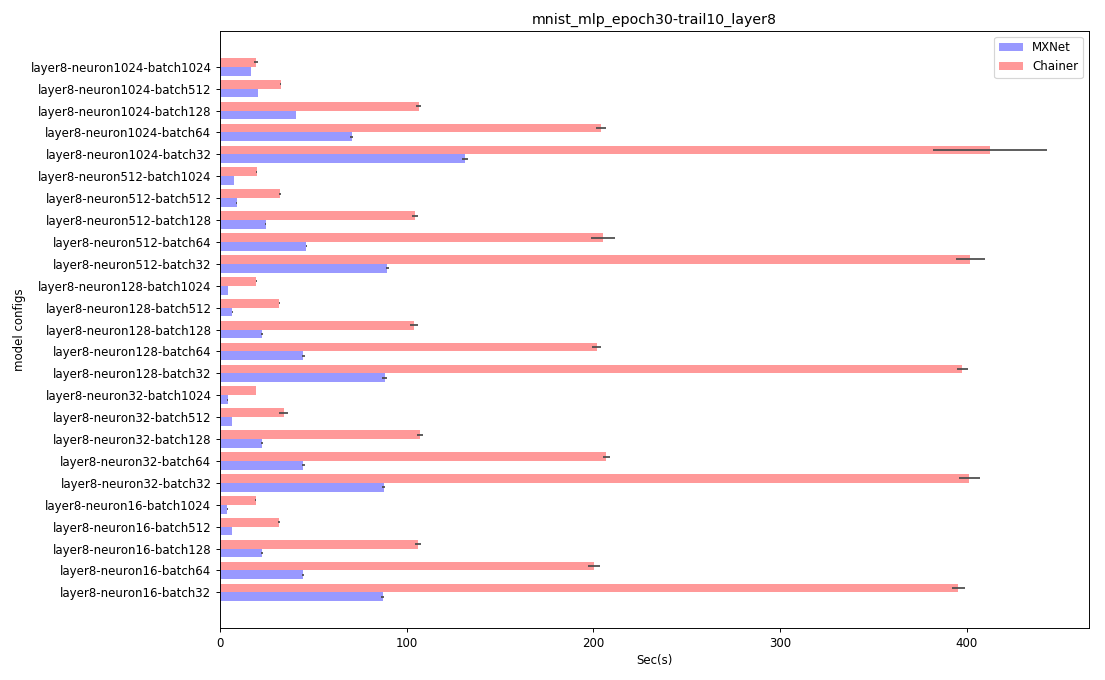 mnist_mlp_epoch30-trail10_layer8
MXNet
Chainer
layer8-neuron1024-batch1024
layer8-neuron1024-batch512
layer8-neuron1024-batch128
layer8-neuron1024-batch64
layer8-neuron1024-batch32
layer8-neuron512-batch1024
layer8-neuron512-batch512
layer8-neuron512-batch128
layer8-neuron512-batch64
layer8-neuron512-batch32
layer8-neuron128-batch1024
layer8-neuron128-batch512
layer8-neuron128-batch128
layer8-neuron128-batch64
layer8-neuron128-batch32
layer8-neuron32-batch1024
layer8-neuron32-batch512
layer8-neuron32-batch128
layer8-neuron32-batch64
layer8-neuron32-batch32
layer8-neuron16-batch1024
layer8-neuron16-batch512
layer8-neuron16-batch128
layer8-neuron16-batch64
layer8-neuron16-batch32
model configs
0 100 200 300 400
Sec(s)